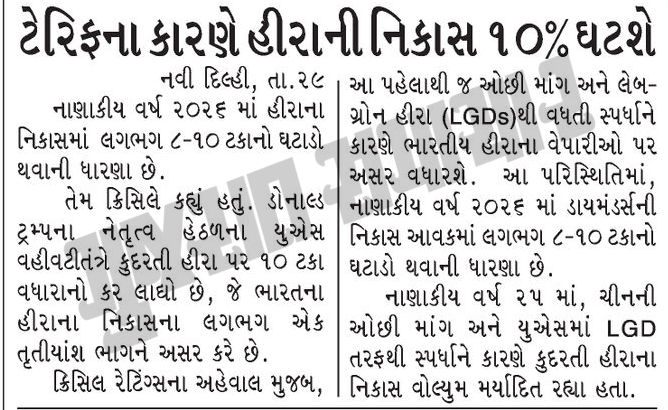 ટેરિફના કારણે હીરાની નિકાસ ૧૦% ઘટશે
નવી દિલ્હી, તા.૨૯
નાણાકીય વર્ષ ૨૦૨૬ માં હીરાના
નિકાસમાં લગભગ ૮-૧૦ ટકાનો ઘટાડો
થવાની ધારણા છે.
તેમ ક્રિસિલે કહ્યું હતું. ડોનાલ્ડ
ટ્રમ્પના નેતૃત્વ હેઠળના યુએસ
વહીવટીતંત્રે કુદરતી હીરા પર ૧૦ ટકા
વધારાનો કર લાધો છે, જે ભારતના
હીરાના નિકાસના લગભગ એક
તૃતીયાંશ ભાગને અસર કરે છે.
ક્રિસિલ રેટિંગ્સના અહેવાલ મુજબ,
આ પહેલાથી જ ઓછી માંગ અને લેબ-
ગ્રોન હીરા (LGDs)થી વધતી સ્પર્ધાને
કારણે ભારતીય હીરાના વેપારીઓ પર
અસર વધારશે. આ પરિસ્થિતિમાં,
નાણાકીય વર્ષ ૨૦૨૬ માં ડાયમંડર્સની
નિકાસ આવકમાં લગભગ ૮-૧૦ ટકાનો
ઘટાડો થવાની ધારણા છે.
નાણાકીય વર્ષ ૨૫ માં, ચીનની
ઓછી માંગ અને યુએસમાં LGD
તરફથી સ્પર્ધાને કારણે કુદરતી હીરાના
નિકાસ વોલ્યુમ મર્યાદિત રહ્યા હતા.
ગુજરાત સમાચાર